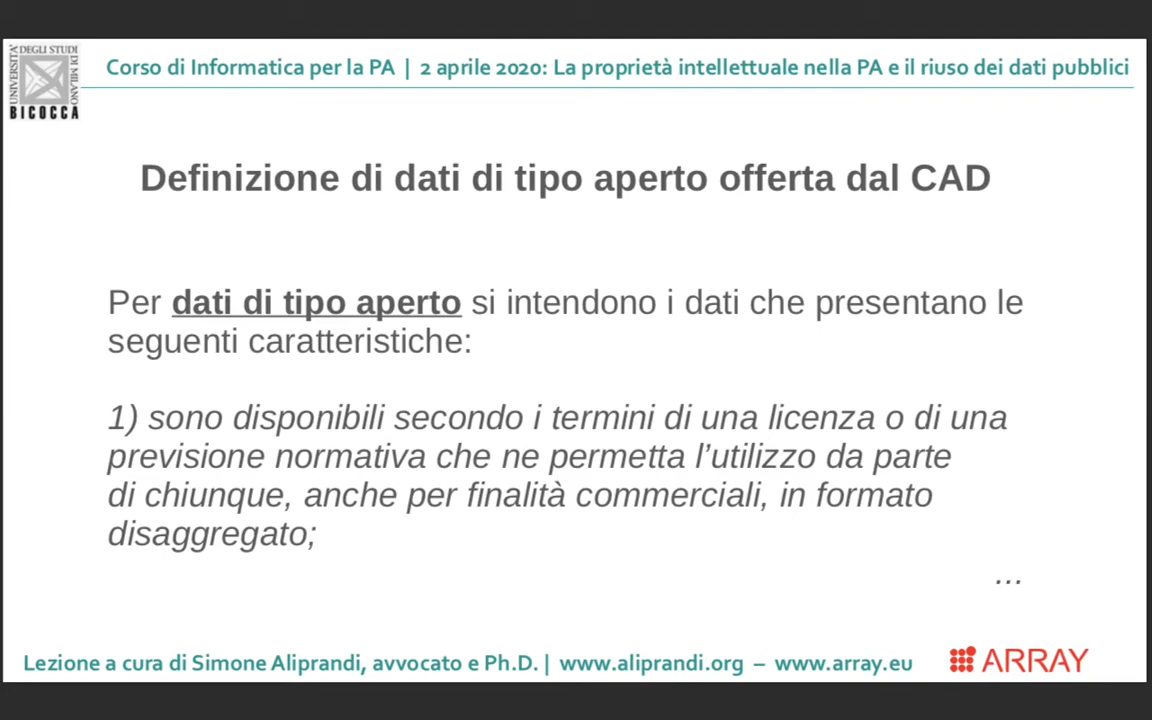 UNIVERSITA' DEGLI STUDI DI MILANO
BICOCCA
Corso di Informatica per la PA | 2 aprile 2020: La proprietà intellettuale nella PA e il riuso dei dati pubblici
Definizione di dati di tipo aperto offerta dal CAD
Per dati di tipo aperto si intendono i dati che presentano le
seguenti caratteristiche:
1) sono disponibili secondo i termini di una licenza o di una
previsione normativa che ne permetta l’utilizzo da parte
di chiunque, anche per finalità commerciali, in formato
disaggregato;
...
Lezione a cura di Simone Aliprandi, avvocato e Ph.D. | www.aliprandi.org – www.array.eu
ARRAY